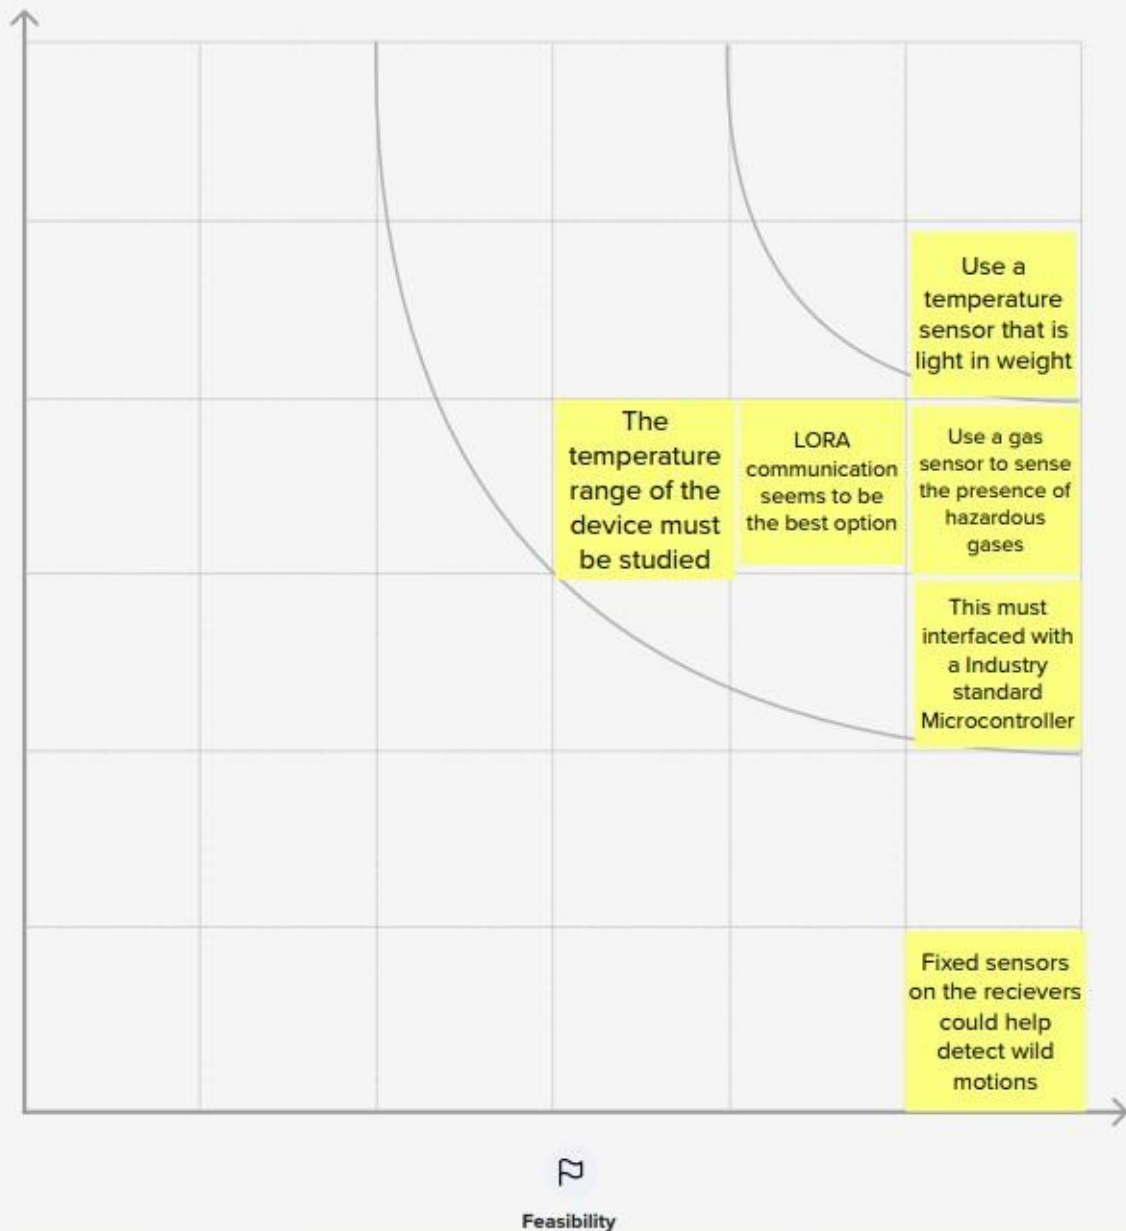 Use a
temperature
sensor that is
light in weight
The
temperature
range of the
device must
be studied
LORA
communication
seems to be
the best option
Use a gas
sensor to sense
the presence of
hazardous
gases
This must
interfaced with
a Industry
standard
Microcontroller
Fixed sensors
on the recievers
could help
detect wild
motions
Feasibility